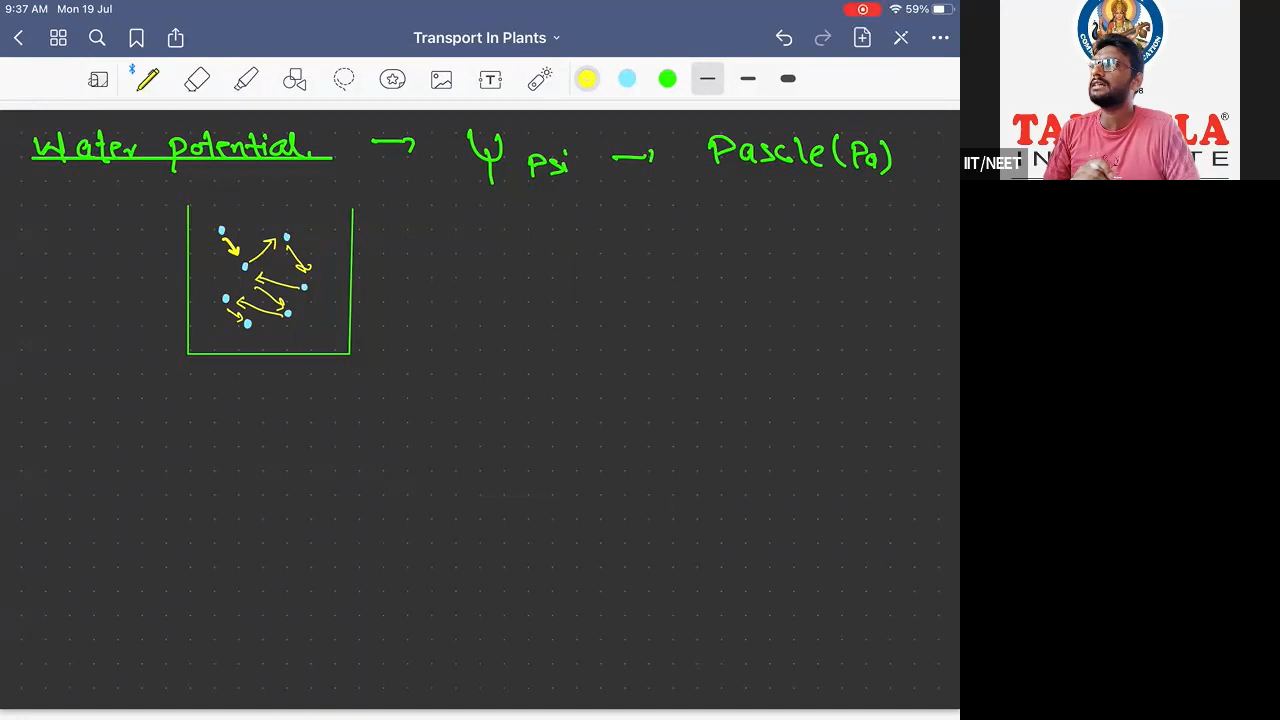 9:37 AM Mon 19 Jul
59%
Transport In Plants
T
Water potential. → Ψ Psi → Pascle (Pa)
IIT/NEET